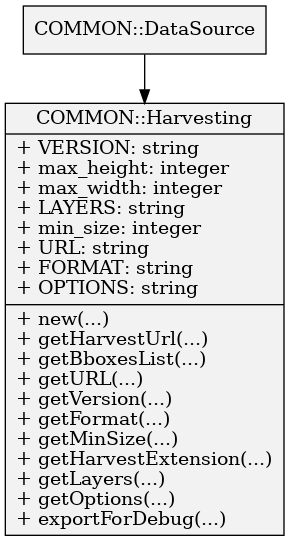 COMMON::DataSource
COMMON::Harvesting
+ VERSION: string
+ max_height: integer
+ max_width: integer
+ LAYERS: string
+ min_size: integer
+ URL: string
+ FORMAT: string
+ OPTIONS: string
+ new(...)
+ getHarvestUrl(...)
+ getBboxesList(...)
+ getURL(...)
+ getVersion(...)
+ getFormat(...)
+ getMinSize(...)
+ getHarvestExtension(...)
+ getLayers(...)
+ getOptions(...)
+ exportForDebug(...)